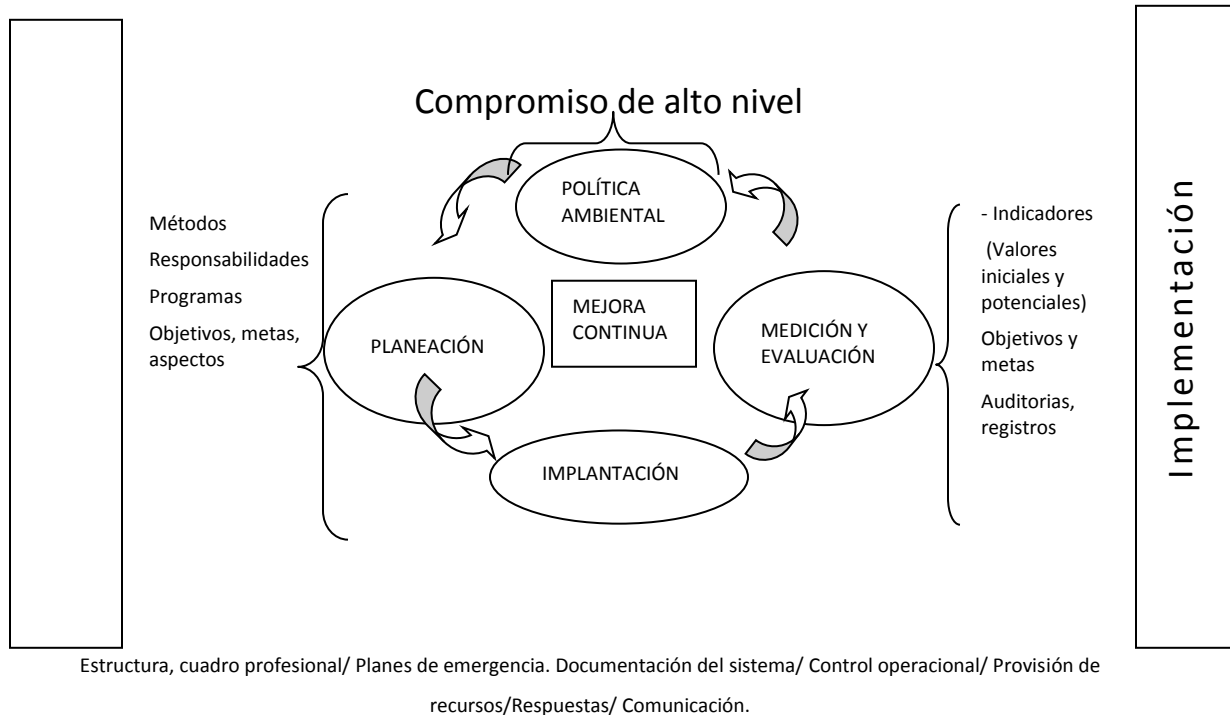 Compromiso de alto nivel
POLÍTICA
AMBIENTAL
Métodos
Responsabilidades
Programas
Objetivos, metas,
aspectos
PLANEACIÓN
MEJORA
CONTINUA
MEDICIÓN Y
EVALUACIÓN
IMPLANTACIÓN
- Indicadores
(Valores
iniciales y
potenciales)
Objetivos y
metas
Auditorias,
registros
Implementación
Estructura, cuadro profesional/ Planes de emergencia. Documentación del sistema/ Control operacional/ Provisión de
recursos/Respuestas/ Comunicación.